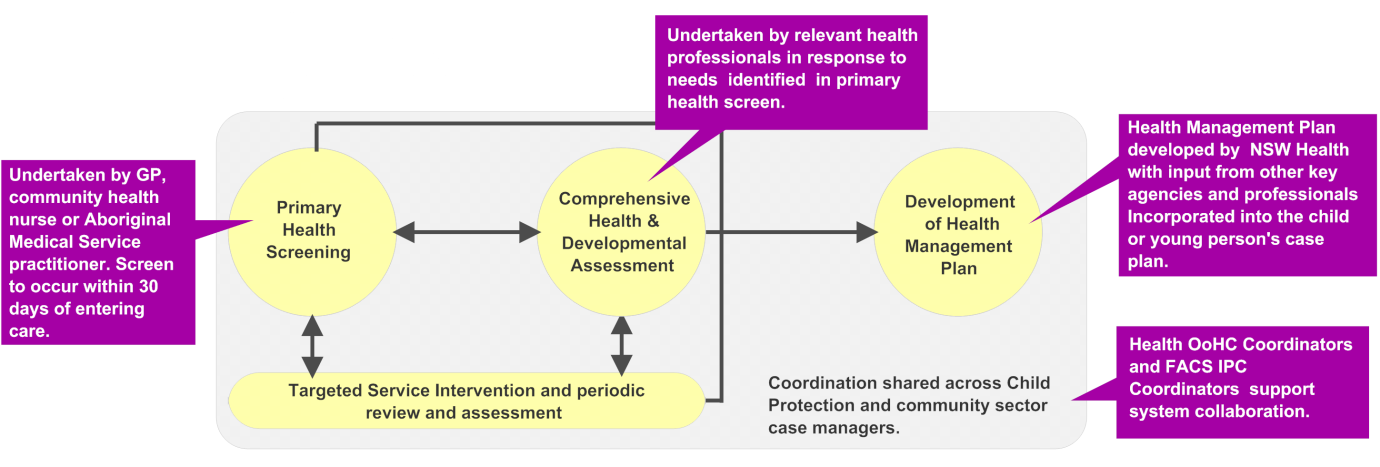 Undertaken by relevant health
professionals in response to
needs identified in primary
health screen.
Undertaken by GP,
community health
nurse or Aboriginal
Medical Service
practitioner. Screen
to occur within 30
days of entering
care.
Primary
Health
Screening
Comprehensive
Health &
Developmental
Assessment
Development
of Health
Management
Plan
Health Management Plan
developed by NSW Health
with input from other key
agencies and professionals
Incorporated into the child
or young person's case
plan.
Targeted Service Intervention and periodic
review and assessment
Coordination shared across Child
Protection and community sector
case managers.
Health OoHC Coordinators
and FACS IPC
Coordinators support
system collaboration.